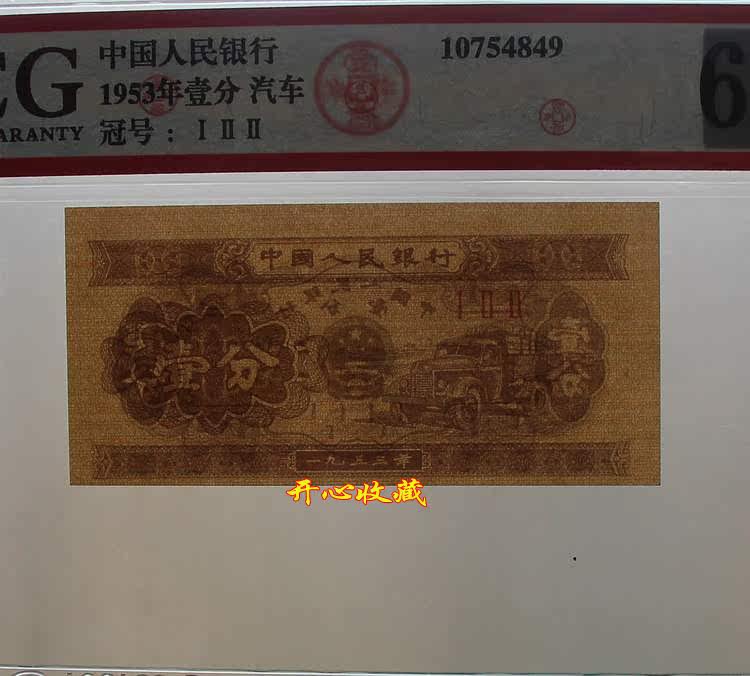 EG
ARANTY
中国人民银行
1953年壹分 汽车
冠号：I II II
10754849
6
中国人民银行
I II II
壹分
壹分
一九五三年
开心收藏